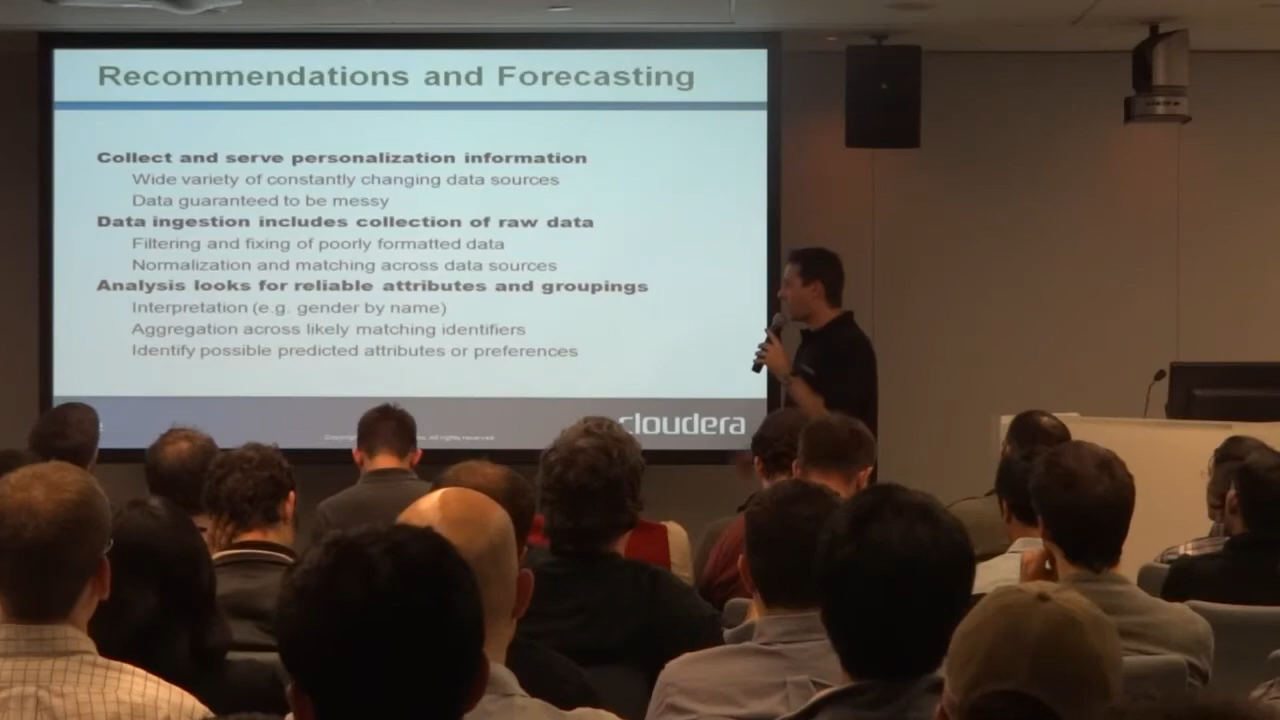 Recommendations and Forecasting
Collect and serve personalization information
Wide variety of constantly changing data sources
Data guaranteed to be messy
Data ingestion includes collection of raw data
Filtering and fixing of poorly formatted data
Normalization and matching across data sources
Analysis looks for reliable attributes and groupings
Interpretation (e.g. gender by name)
Aggregation across likely matching identifiers
Identify possible predicted attributes or preferences
cloudera
All rights reserved